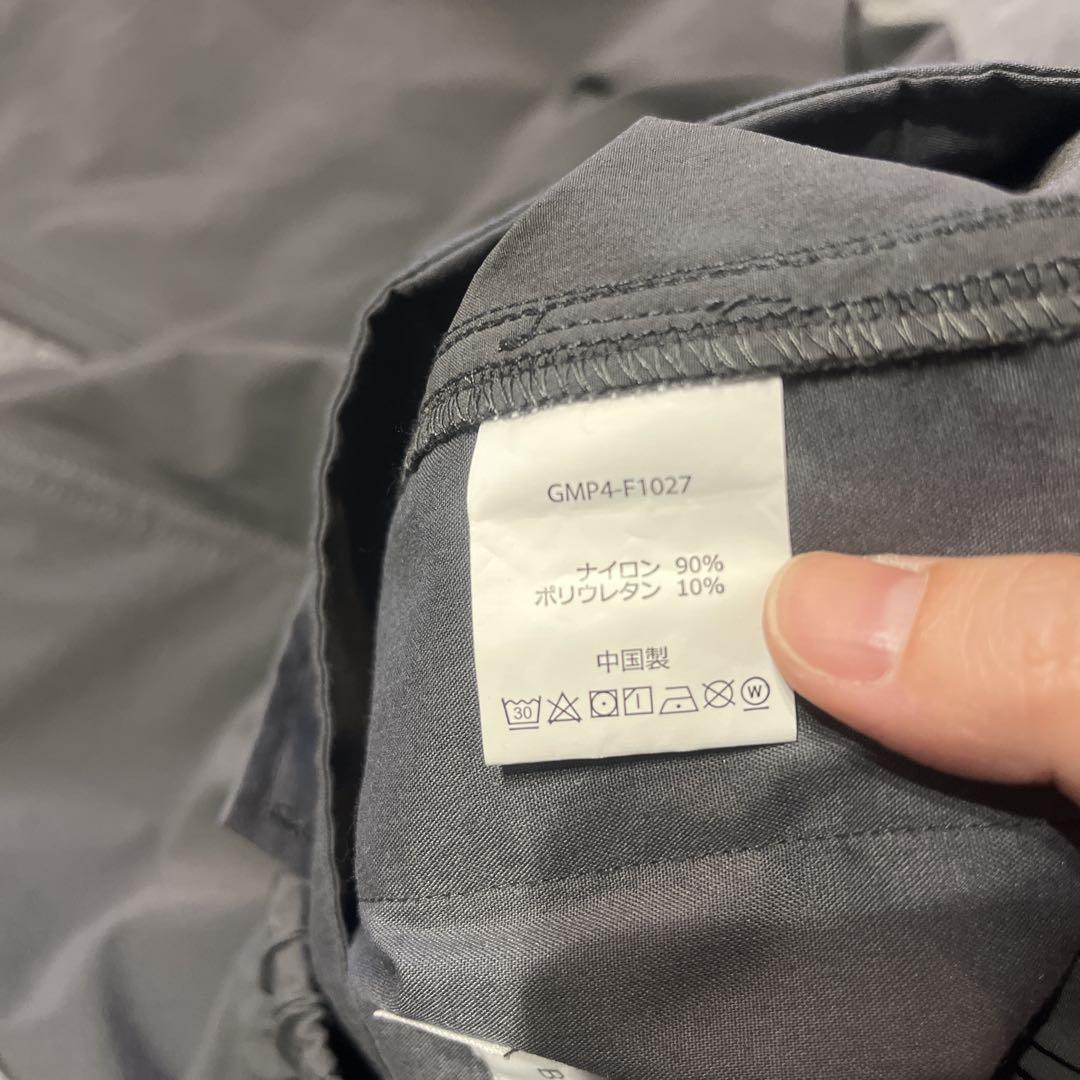 GMP4-F1027
ナイロン 90%
ポリウレタン 10%
中国製
30 W
B